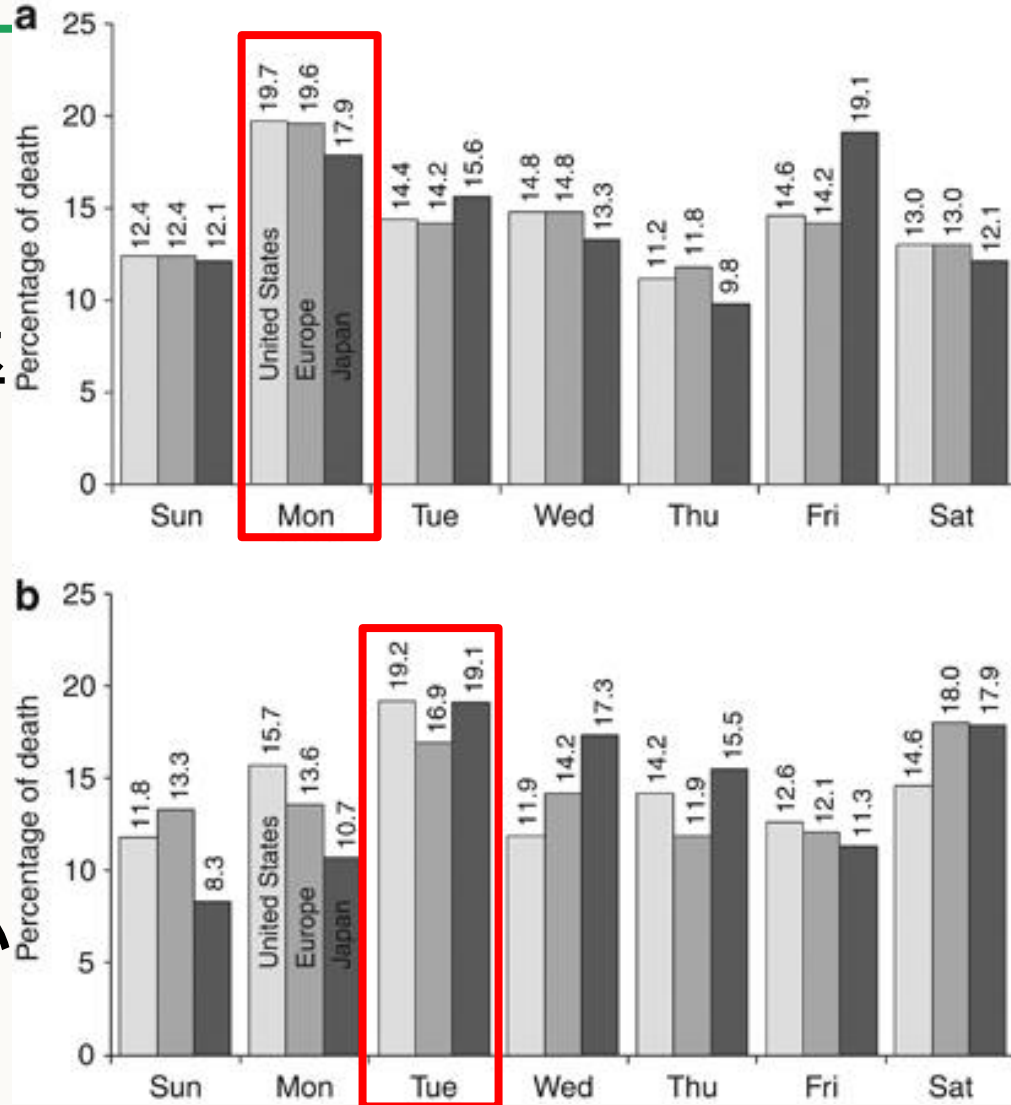 a
Percentage of death
25
20
15
10
5
0
12.4 12.4 12.1
19.7 19.6 17.9
14.4 14.2 15.6
14.8 14.8 13.3
11.2 11.8 9.8
14.6 14.2 19.1
13.0 13.0 12.1
United States
Europe
Japan
Sun Mon Tue Wed Thu Fri Sat
b
Percentage of death
25
20
15
10
5
0
11.8 13.3 8.3
15.7 13.6 10.7
19.2 16.9 19.1
11.9 14.2 17.3
14.2 11.9 15.5
12.6 12.1 11.3
14.6 18.0 17.9
United States
Europe
Japan
Sun Mon Tue Wed Thu Fri Sat